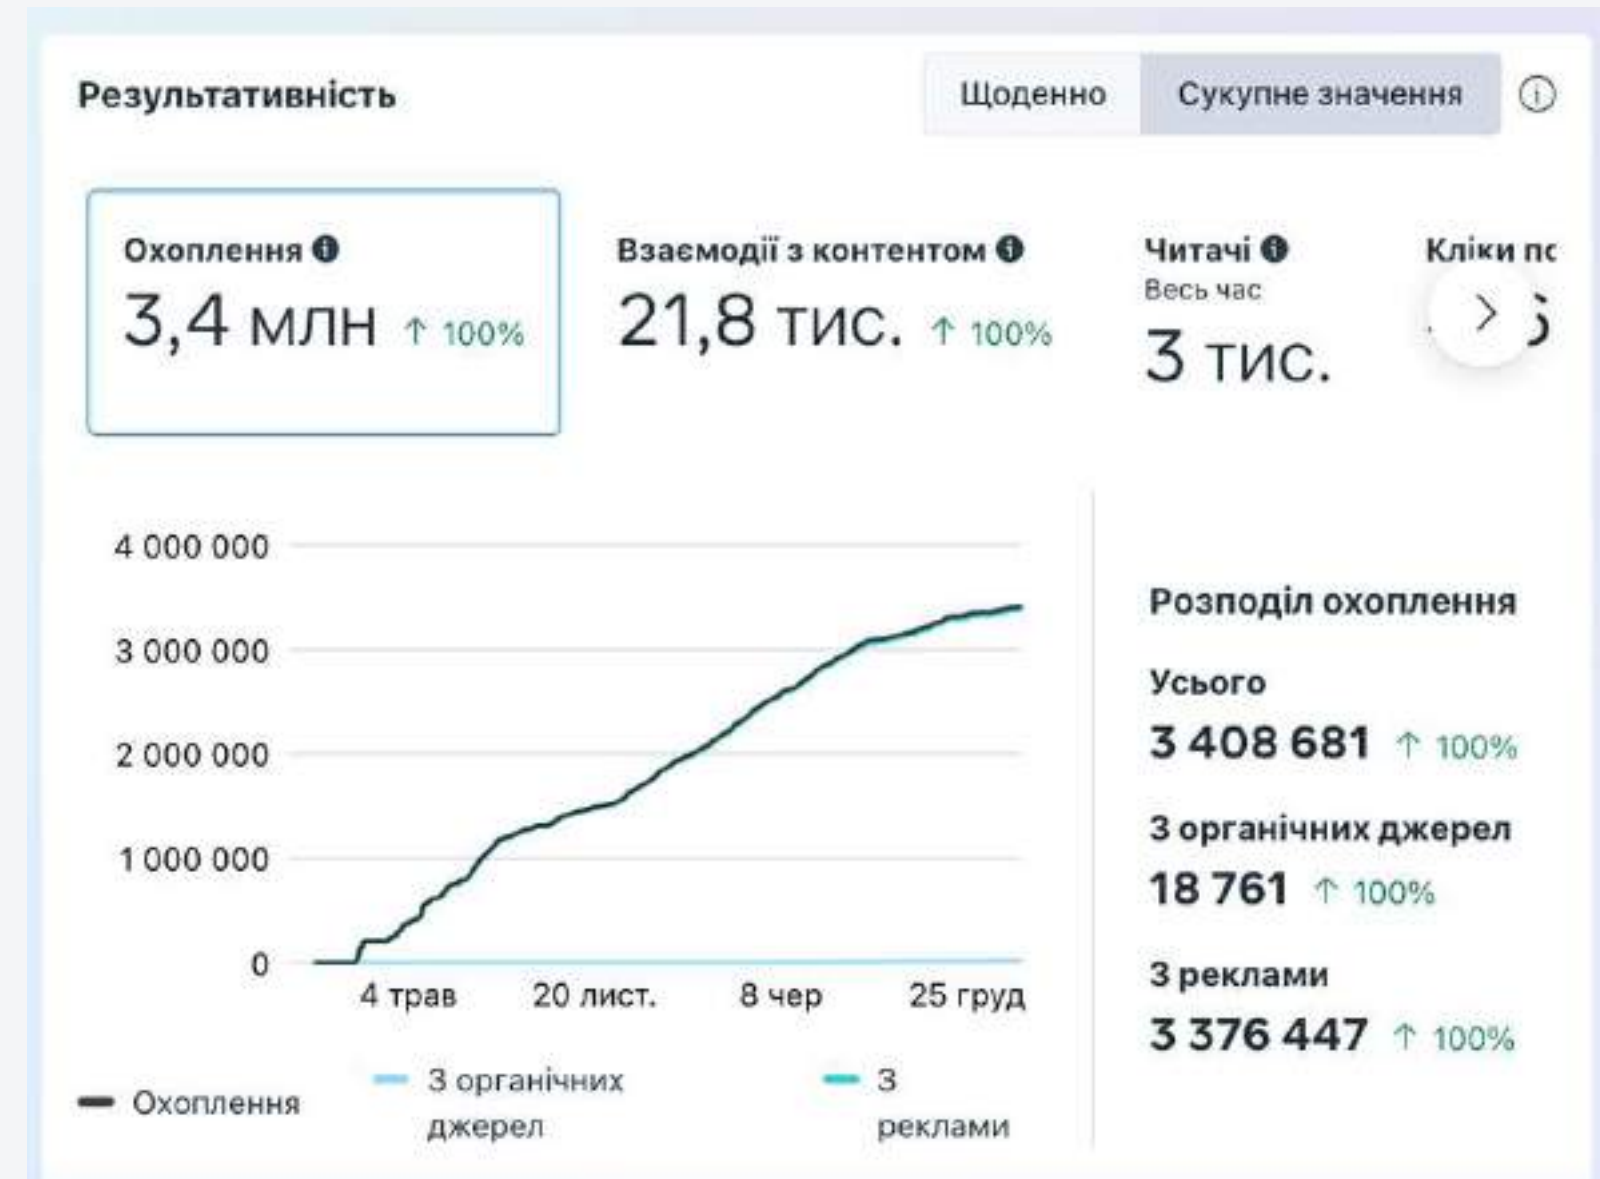 Результативність
Щоденно
Сукупне значення
Охоплення
3,4 млн ↑ 100%
Взаємодії з контентом
21,8 тис. ↑ 100%
Читачі
Весь час
3 тис.
Кліки
4 000 000
3 000 000
2 000 000
1 000 000
0
4 трав
20 лист.
8 чер
25 груд
Охоплення
З органічних
джерел
З
реклами
Розподіл охоплення
Усього
3 408 681 ↑ 100%
З органічних джерел
18 761 ↑ 100%
З реклами
3 376 447 ↑ 100%